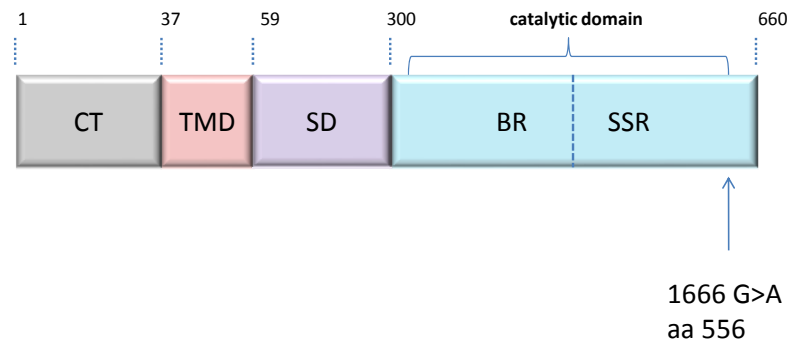 1 37 59 300 catalytic domain 660
CT TMD SD BR SSR
1666 G>A
aa 556